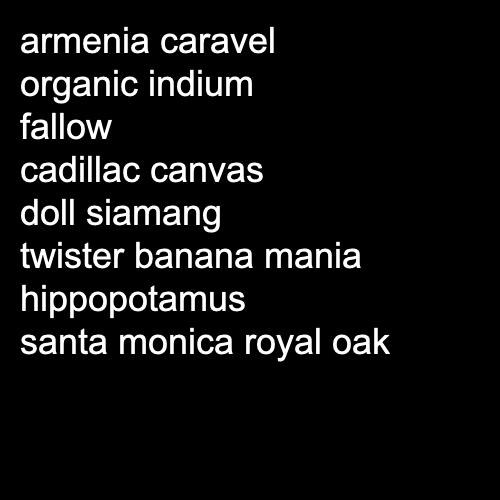 armenia caravel
organic indium
fallow
cadillac canvas
doll siamang
twister banana mania
hippopotamus
santa monica royal oak